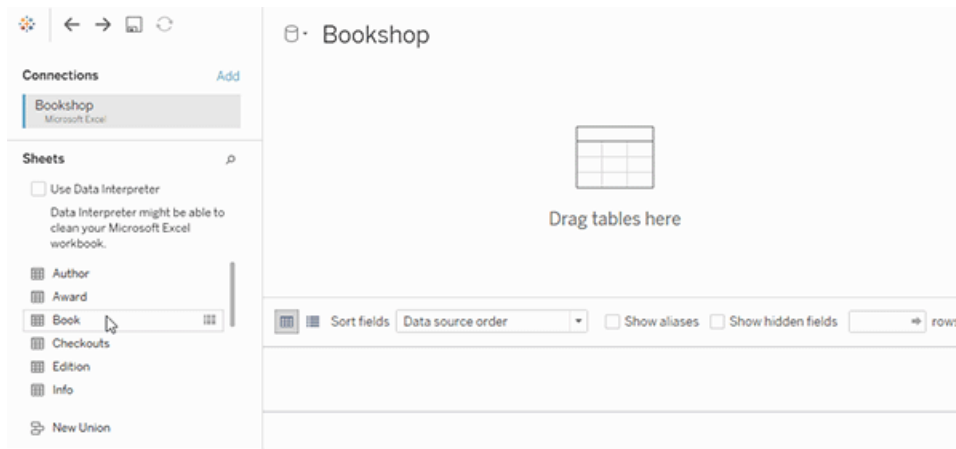 Bookshop
Connections Add
Bookshop
Microsoft Excel
Sheets
Use Data Interpreter
Data Interpreter might be able to
clean your Microsoft Excel
workbook.
Author
Award
Book
Checkouts
Edition
Info
New Union
Drag tables here
Sort fields Data source order Show aliases Show hidden fields rows